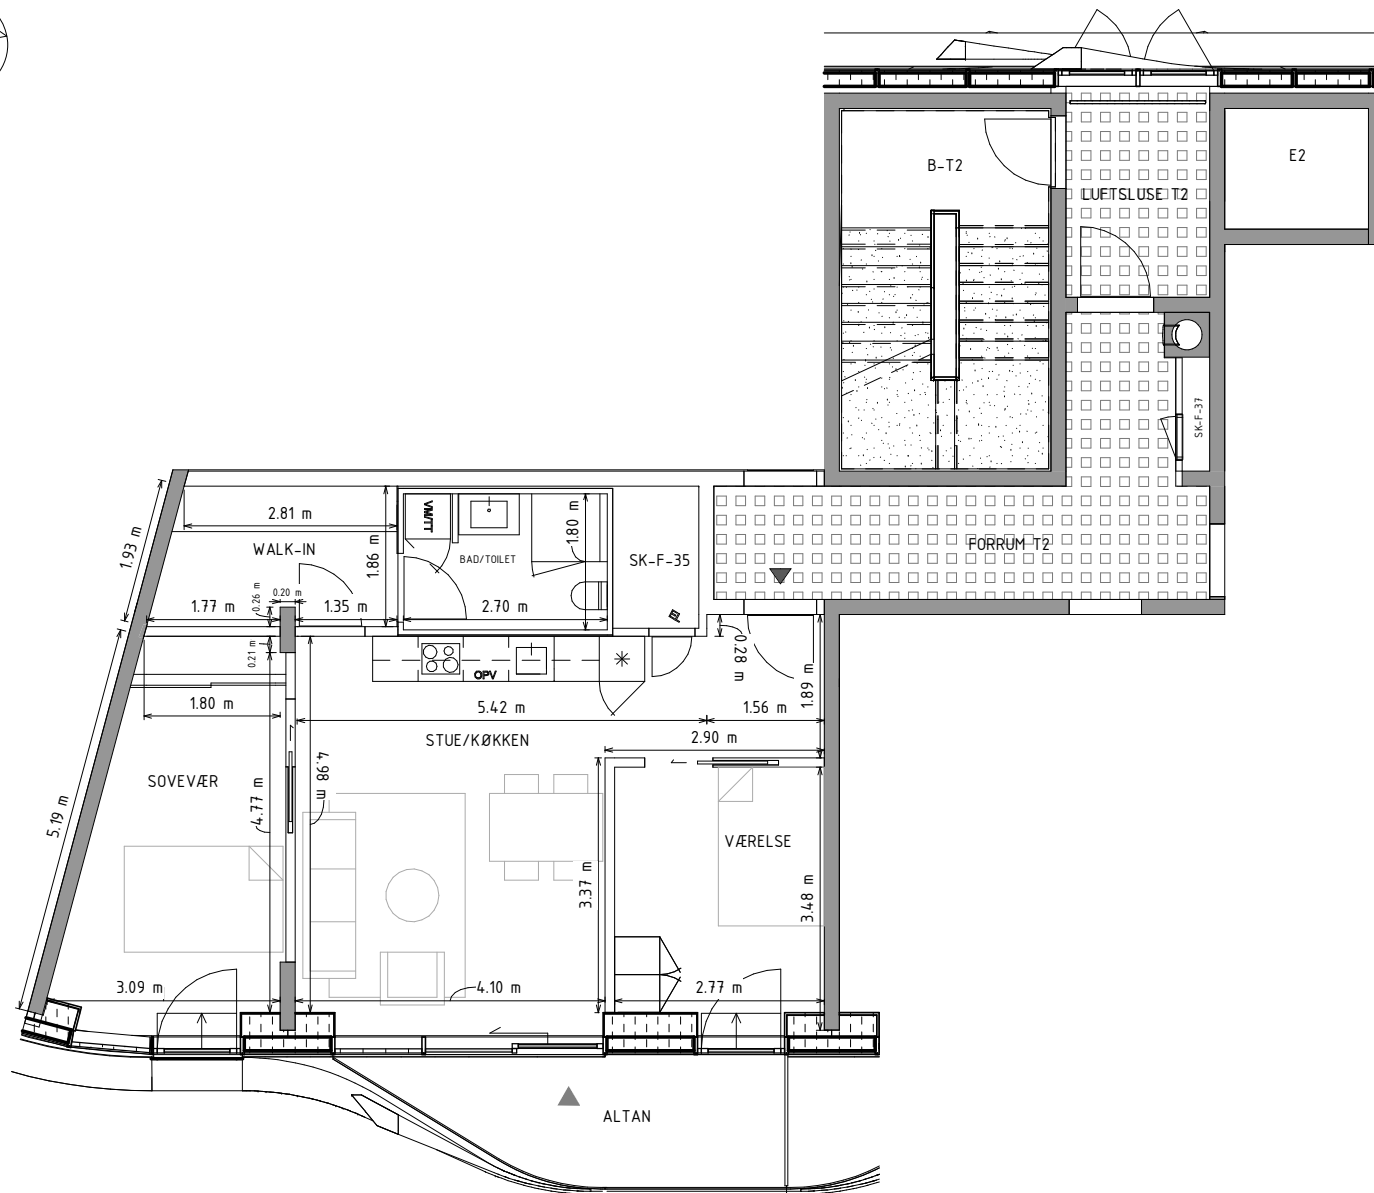 B-T2
E2
LUFTSLUSE T2
SK-F-37
FORRUM T2
2.81 m
WALK-IN
1.93 m
1.86 m
VM/TT
BAD/TOILET
1.80 m
SK-F-35
0.26 m
0.20 m
1.77 m
1.35 m
2.70 m
0.21 m
OPV
0.28 m
1.89 m
1.80 m
5.42 m
1.56 m
STUE/KØKKEN
2.90 m
SOVEVÆR
4.98 m
4.77 m
5.19 m
VÆRELSE
3.37 m
3.48 m
3.09 m
4.10 m
2.77 m
ALTAN